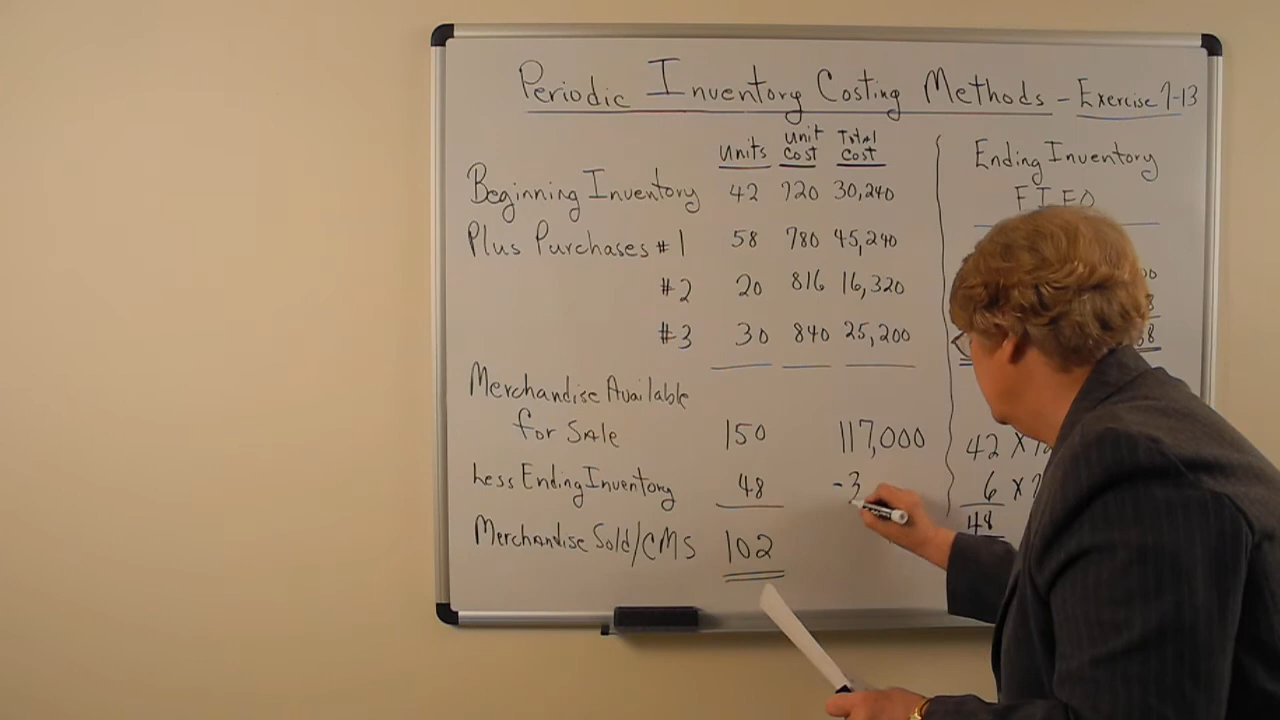 Periodic Inventory Costing Methods - Exercise 7-13
Units Unit Cost Total Cost
Beginning Inventory 42 720 30,240
Plus Purchases #1 58 780 45,240
#2 20 816 16,320
#3 30 840 25,200
Merchandise Available
for Sale 150 117,000
Less Ending Inventory 48 -3
Merchandise Sold/CMS 102
Ending Inventory
FIFO
42 X
6 X
48